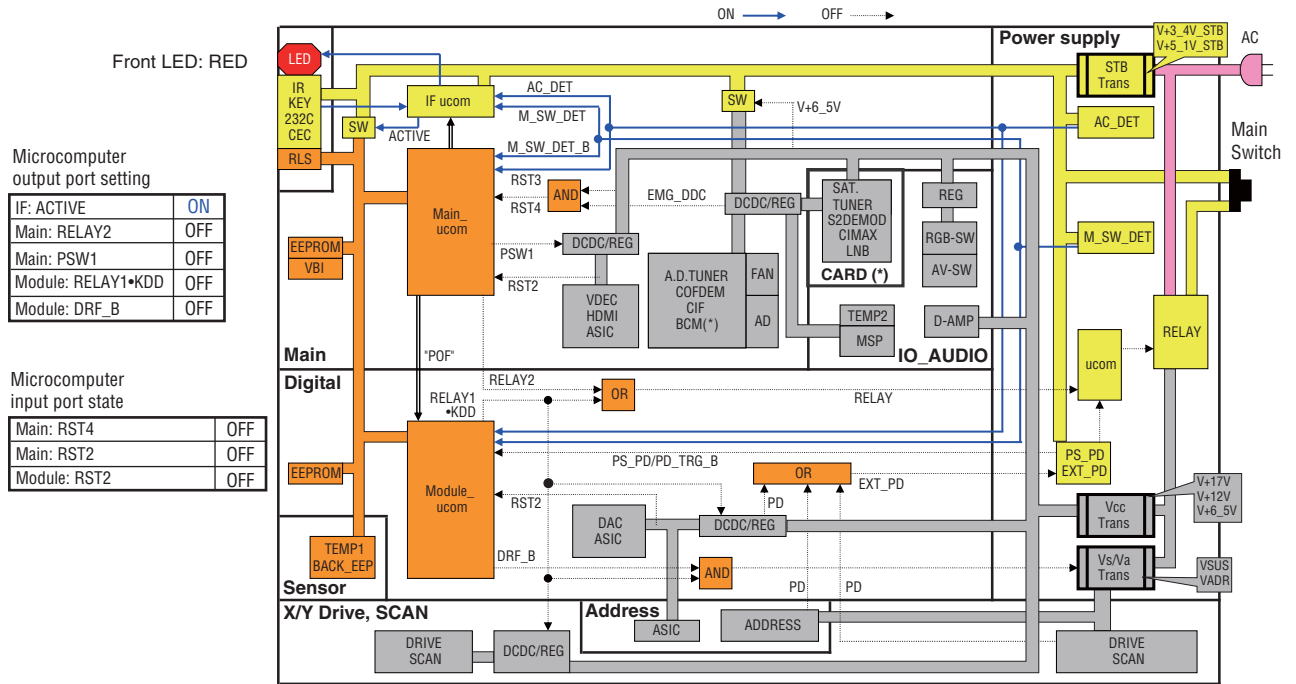 ON
OFF
Front LED: RED
LED
IR
KEY
232C
CEC
RLS
SW
ACTIVE
IF ucom
AC_DET
M_SW_DET
M_SW_DET_B
SW
V+6_5V
Power supply
V+3_4V_STB
V+5_1V_STB
AC
STB
Trans
AC_DET
Main
Switch
M_SW_DET
RELAY
ucom
Microcomputer
output port setting
IF: ACTIVE ON
Main: RELAY2 OFF
Main: PSW1 OFF
Module: RELAY1•KDD OFF
Module: DRF_B OFF
Microcomputer
input port state
Main: RST4 OFF
Main: RST2 OFF
Module: RST2 OFF
Main_
ucom
RST3
RST4
AND
EMG_DDC
DCDC/REG
PSW1
RST2
DCDC/REG
VDEC
HDMI
ASIC
A.D.TUNER
COFDEM
CIF
BCM(*)
FAN
AD
SAT.
TUNER
S2DEMOD
CIMAX
LNB
CARD (*)
REG
RGB-SW
AV-SW
TEMP2
MSP
D-AMP
IO_AUDIO
EEPROM
VBI
Main
"POF"
Digital
RELAY2
RELAY1
•KDD
OR
RELAY
PS_PD
EXT_PD
EEPROM
Module_
ucom
PS_PD/PD_TRG_B
OR
EXT_PD
RST2
PD
DAC
ASIC
DCDC/REG
DRF_B
AND
PD
PD
Vcc
Trans
V+17V
V+12V
V+6_5V
Vs/Va
Trans
VSUS
VADR
TEMP1
BACK_EEP
Sensor
X/Y Drive, SCAN
Address
ASIC
ADDRESS
DRIVE
SCAN
DCDC/REG
DRIVE
SCAN